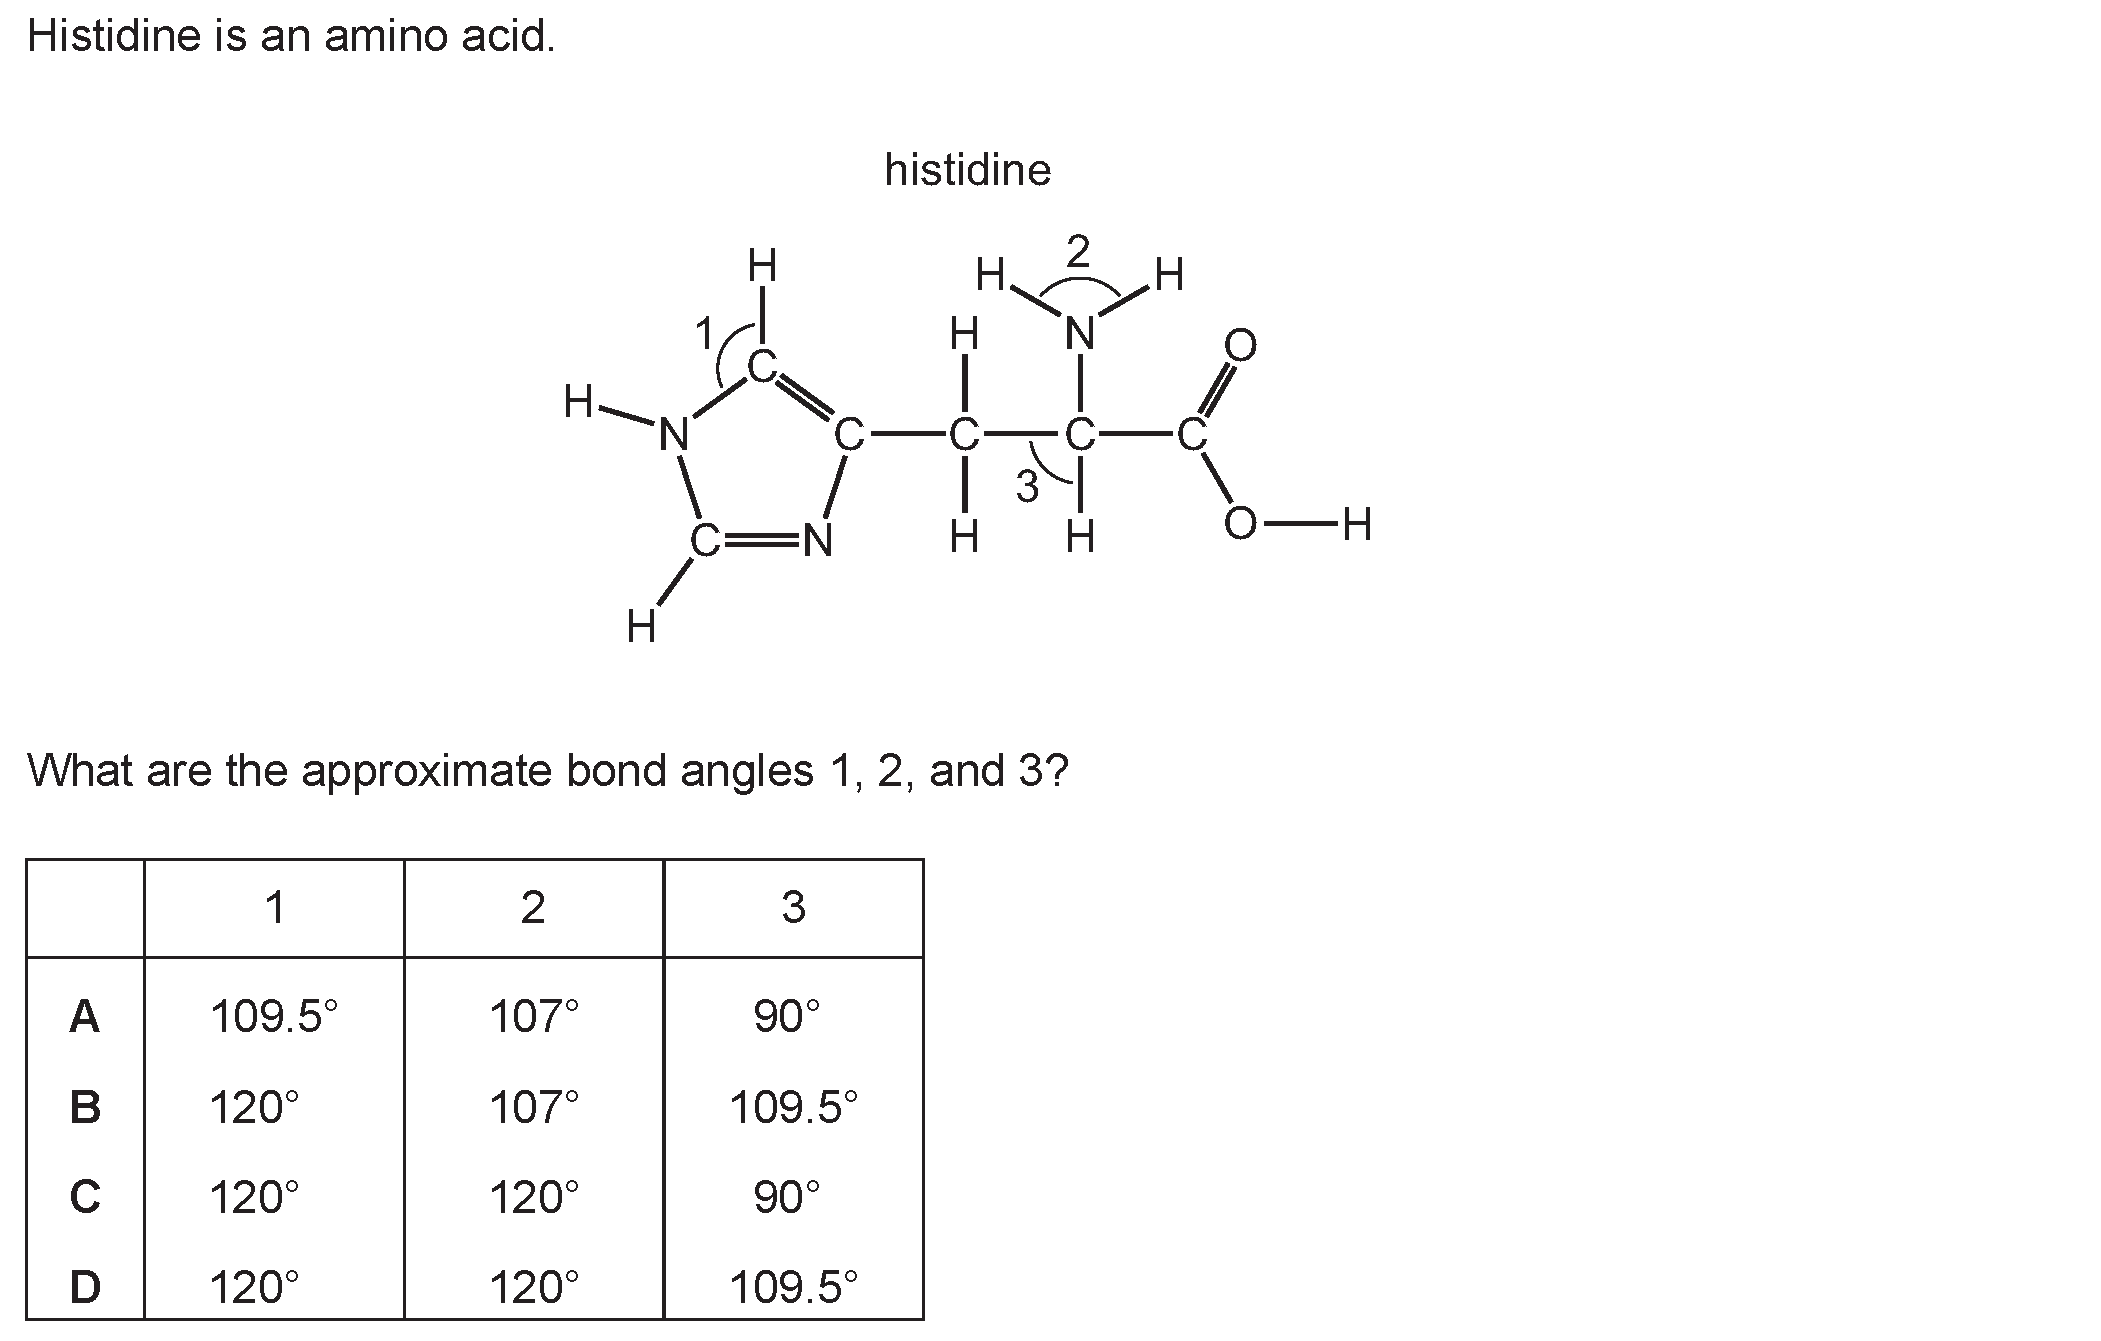 Histidine is an amino acid.
histidine
H
H 2 H
1
H
N
O
C
H
N
C
C
C
C
3
C
N
H
H
O
H
H
What are the approximate bond angles 1, 2, and 3?
1 2 3
A 109.5° 107° 90°
B 120° 107° 109.5°
C 120° 120° 90°
D 120° 120° 109.5°